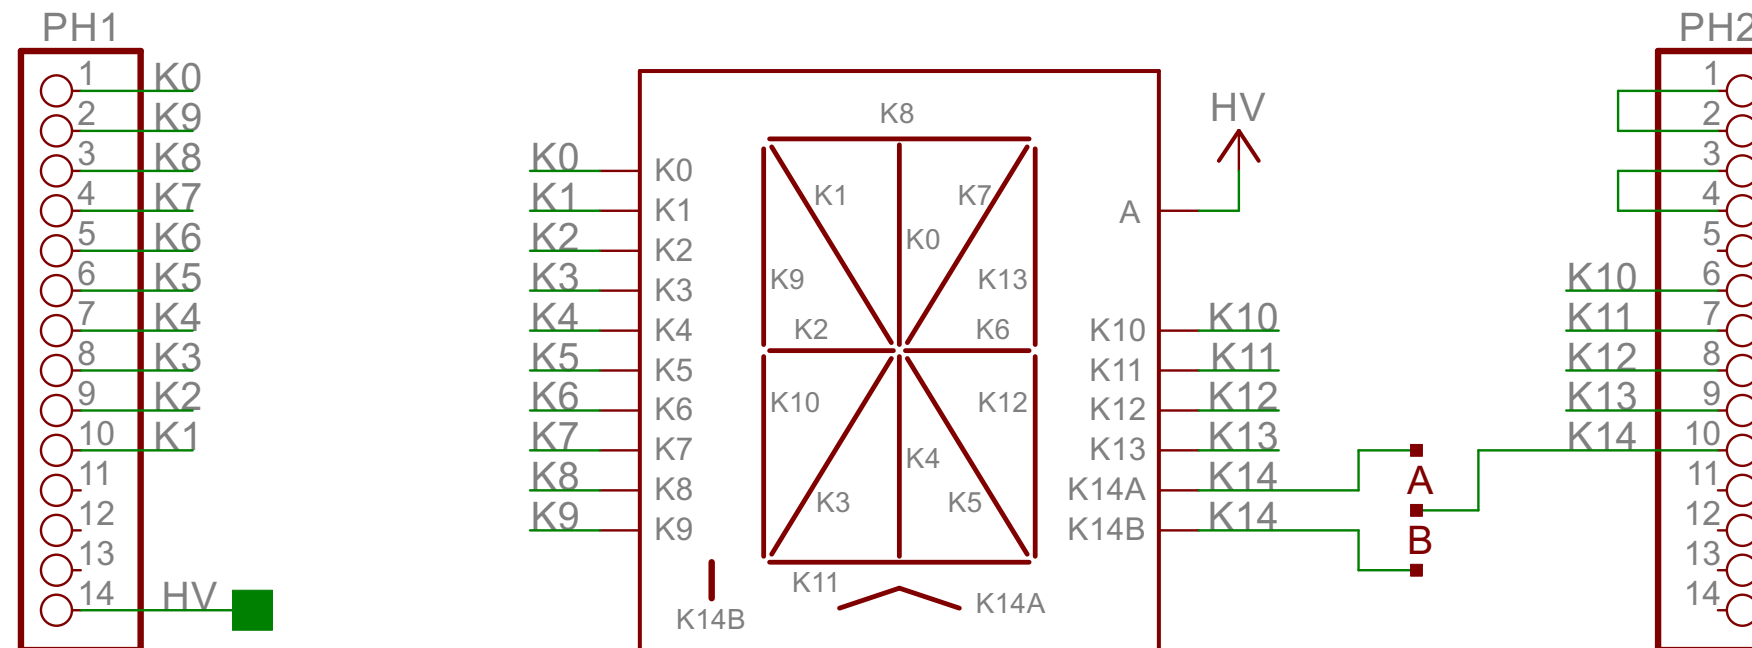 PH1
1 K0
2 K9
3 K8
4 K7
5 K6
6 K5
7 K4
8 K3
9 K2
10 K1
11
12
13
14 HV
K0 K0
K1 K1
K2 K2
K3 K3
K4 K4
K5 K5
K6 K6
K7 K7
K8 K8
K9 K9
K8
K1 K7
K0
K9 K13
K2 K6
K10 K12
K4
K3 K5
K11
K14B
K14A
HV
A
K10 K10
K11 K11
K12 K12
K13 K13
K14A K14
K14B K14
A
B
PH2
1
2
3
4
5
K10 6
K11 7
K12 8
K13 9
K14 10
11
12
13
14